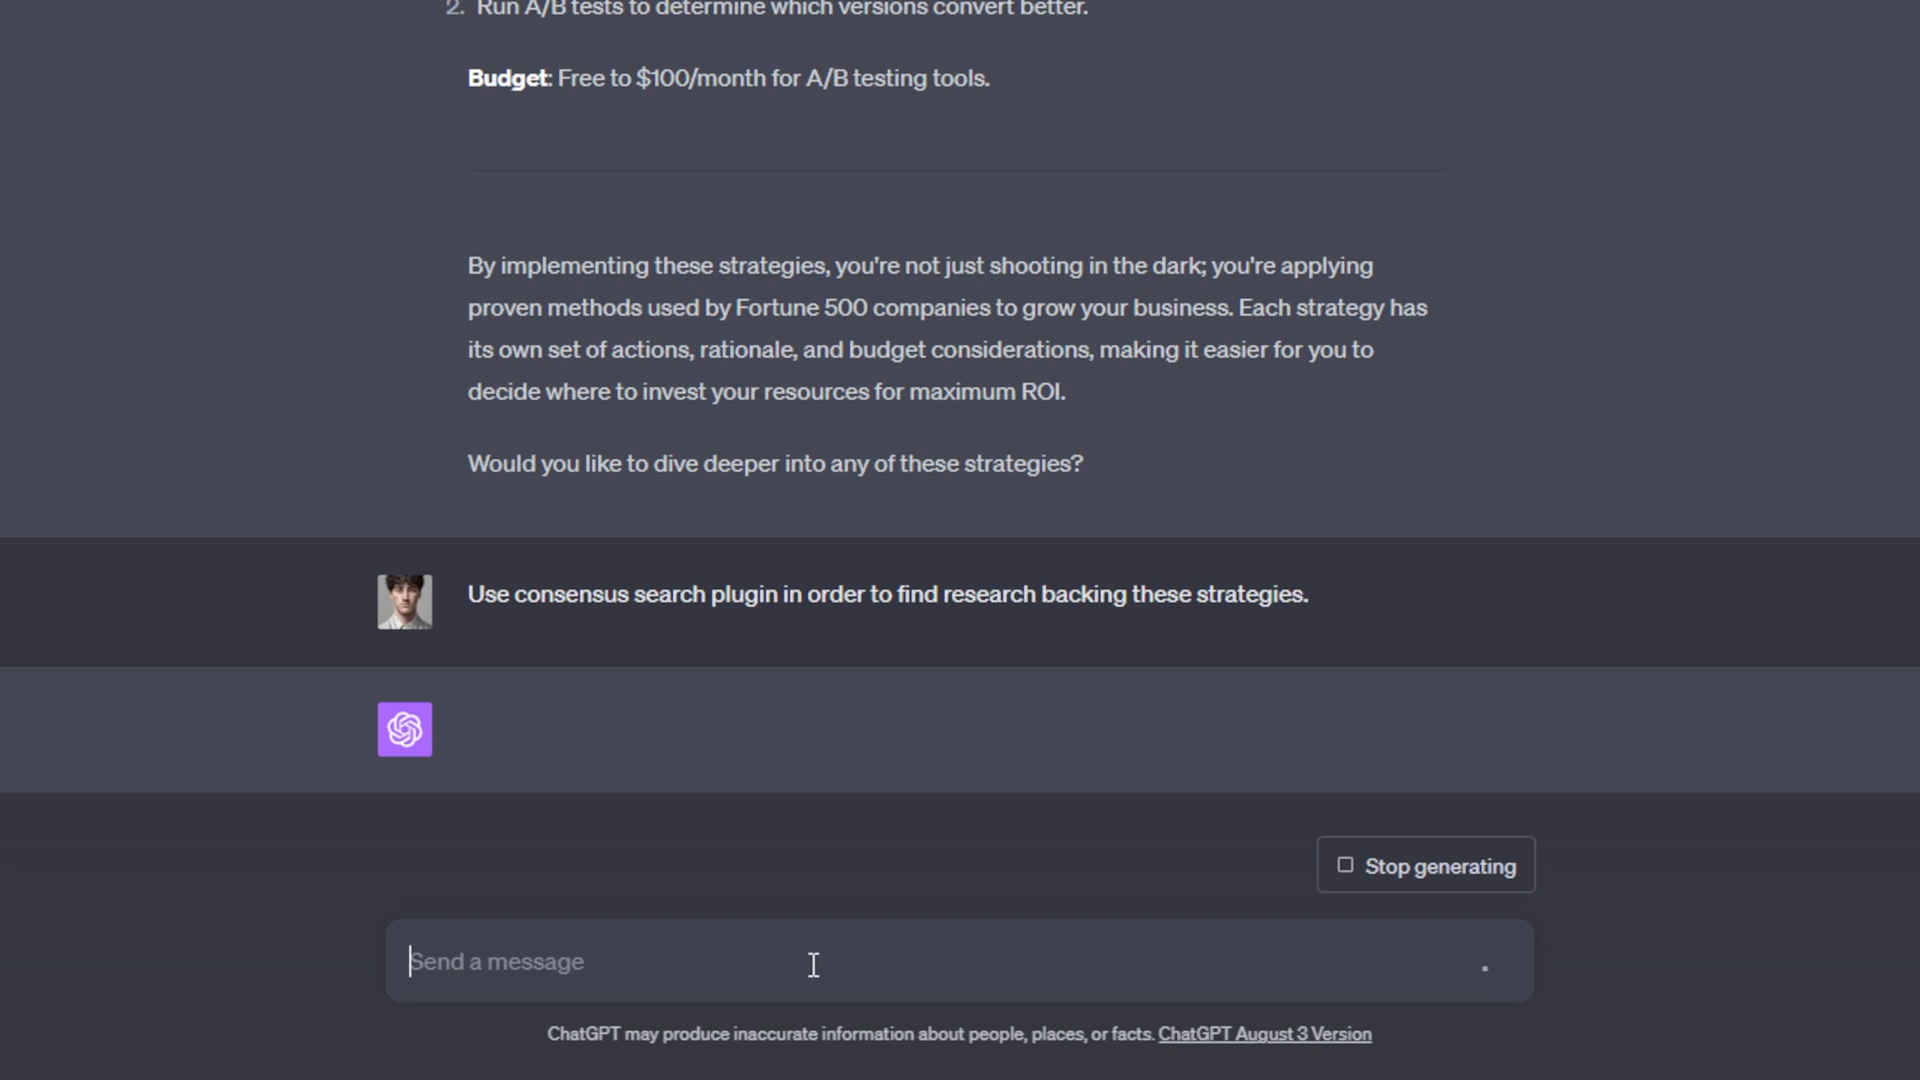 2. Run A/B tests to determine which versions convert better.
Budget: Free to $100/month for A/B testing tools.
By implementing these strategies, you're not just shooting in the dark; you're applying
proven methods used by Fortune 500 companies to grow your business. Each strategy has
its own set of actions, rationale, and budget considerations, making it easier for you to
decide where to invest your resources for maximum ROI.
Would you like to dive deeper into any of these strategies?
Use consensus search plugin in order to find research backing these strategies.
Stop generating
Send a message
ChatGPT may produce inaccurate information about people, places, or facts. ChatGPT August 3 Version